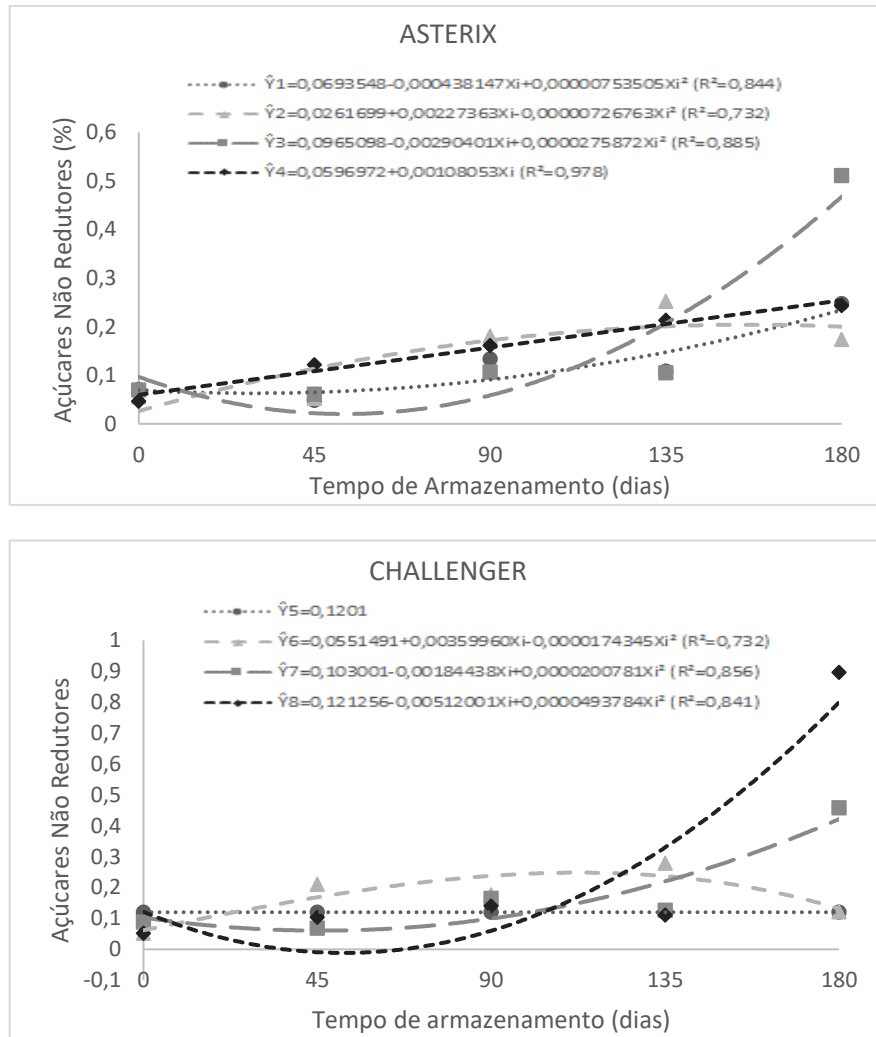 ASTERIX
Ŷ1=0,0693548-0,000438147Xi+0,00000753505Xi² (R²=0,844)
Ŷ2=0,0261699+0,00227363Xi-0,00000726763Xi² (R²=0,732)
Ŷ3=0,0965098-0,00290401Xi+0,0000275872Xi² (R²=0,885)
Ŷ4=0,0596972+0,00108053Xi (R²=0,978)
Açúcares Não Redutores (%)
0,6
0,5
0,4
0,3
0,2
0,1
0
0 45 90 135 180
Tempo de Armazenamento (dias)
CHALLENGER
Ŷ5=0,1201
Ŷ6=0,0551491+0,00359960Xi-0,0000174345Xi² (R²=0,732)
Ŷ7=0,103001-0,00184438Xi+0,0000200781Xi² (R²=0,856)
Ŷ8=0,121256-0,00512001Xi+0,0000493784Xi² (R²=0,841)
Açúcares Não Redutores
1
0,9
0,8
0,7
0,6
0,5
0,4
0,3
0,2
0,1
0
-0,1
0 45 90 135 180
Tempo de armazenamento (dias)